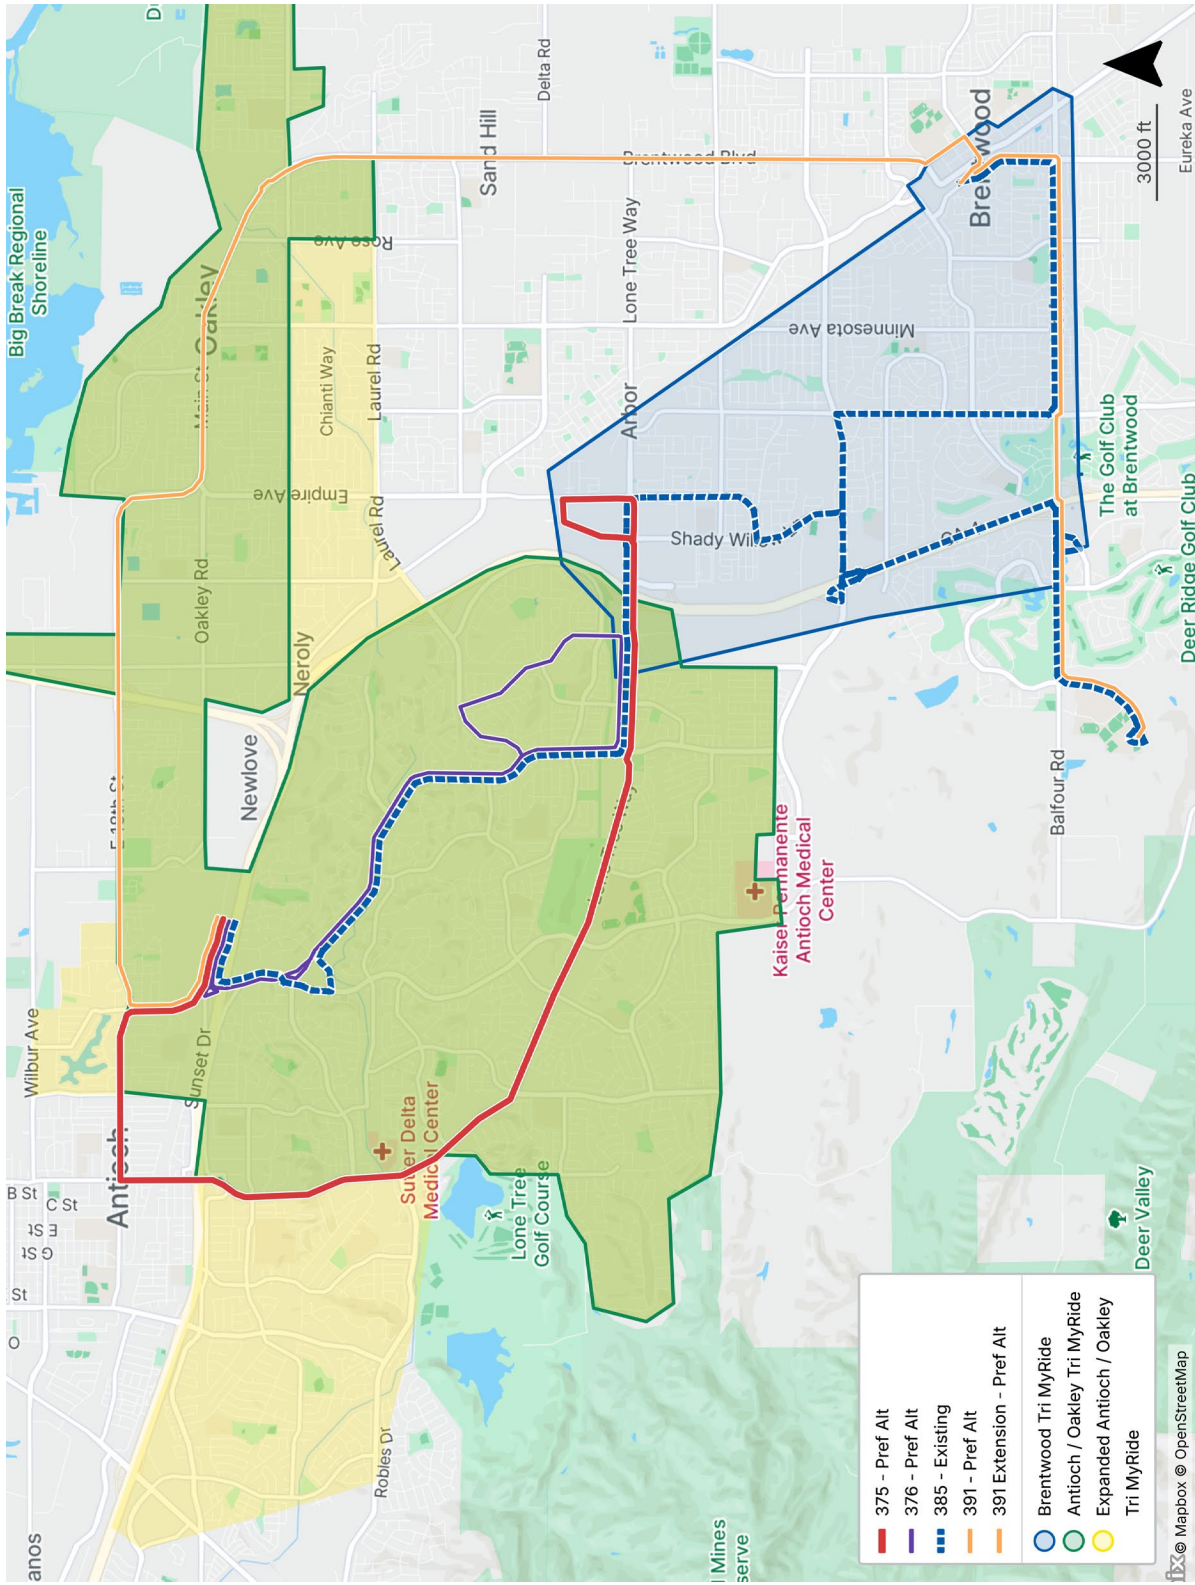 Big Break Regional
Shoreline
Oakley
Rose Ave
Chianti Way
Laurel Rd
Empire Ave
Laurel Rd
Oakley Rd
Neroly
Newlove
E 18th St
Wilbur Ave
Sunset Dr
Antioch
B St
C St
E St
G St
St
O
Robles Dr
Sutter Delta
Medical Center
Lone Tree
Golf Course
Delta Rd
Sand Hill
Brentwood Blvd
Lone Tree Way
Arbor
Minnesota Ave
Brentwood
3000 ft
Eureka Ave
The Golf Club
at Brentwood
Deer Ridge Golf Club
Balfour Rd
Kaiser Permanente
Antioch Medical
Center
Deer Valley
375 - Pref Alt
376 - Pref Alt
385 - Existing
391 - Pref Alt
391 Extension - Pref Alt
Brentwood Tri MyRide
Antioch / Oakley Tri MyRide
Expanded Antioch / Oakley
Tri MyRide
© Mapbox © OpenStreetMap